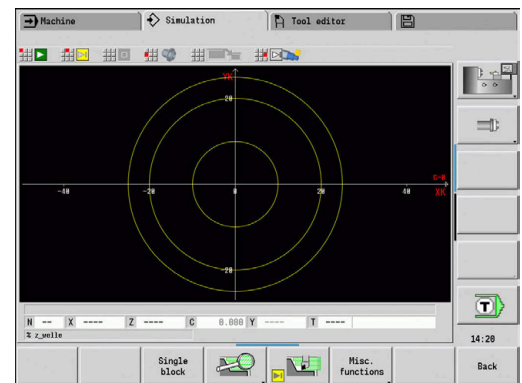 Machine
Simulation
Tool editor
YK
20
-40
-20
0
20
40
C-0
XK
-20
N -- X ---- Z ---- C 0.000 Y ---- T ----
% z_welle
T
14:20
Single
block
Misc.
functions
Back